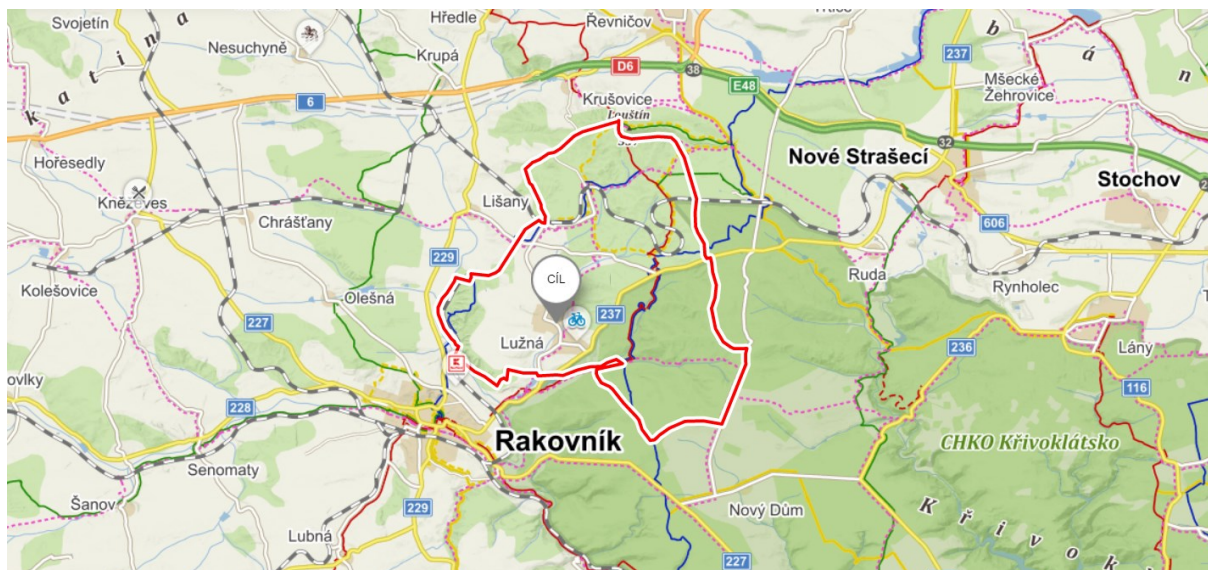 Svojetín
Hředle
Řevničov
Nesuchyně
Krupá
237
Mšecké
Žehrovice
D6
38
E48
6
229
Krušovice
Louštín
32
Hořesedly
Nové Strašecí
Stochov
Kněževes
Lišany
Chrášťany
606
229
Ruda
CÍL
Rynholec
Kolešovice
Olešná
237
227
Lužná
236
Lány
116
228
Rakovník
CHKO Křivoklátsko
Senomaty
Šanov
229
Nový Dům
Lubná
227